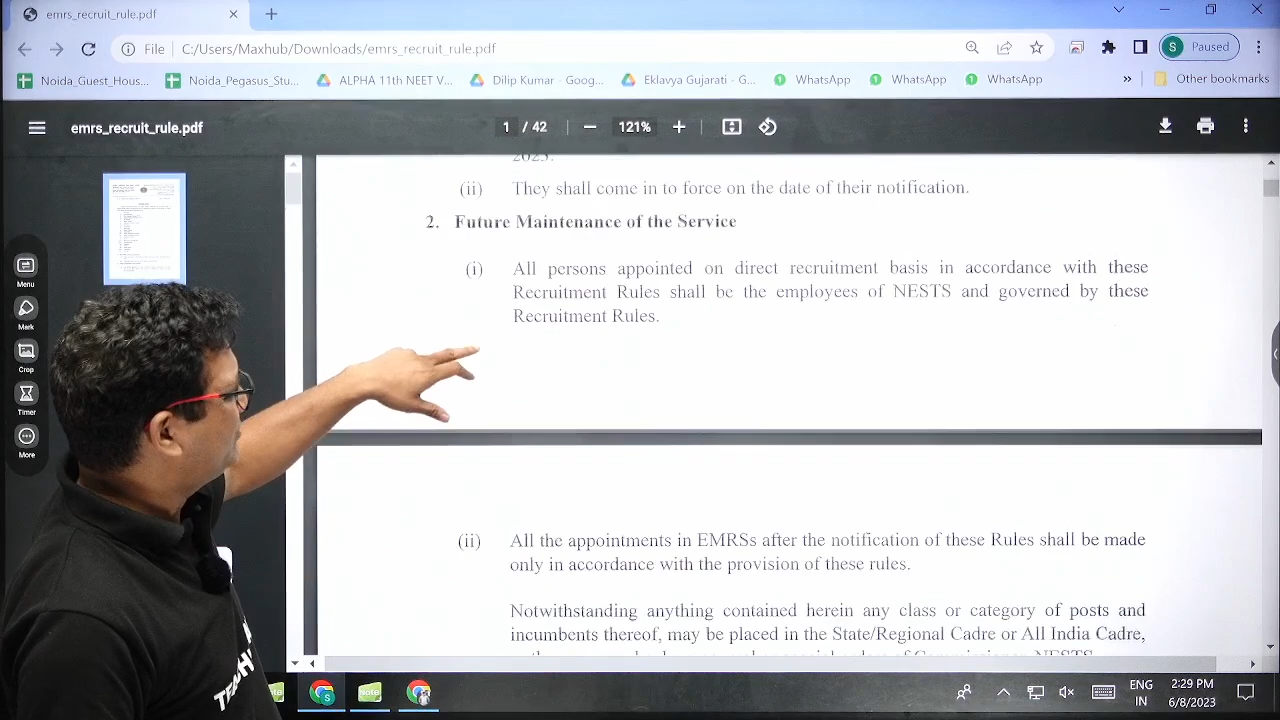 emrs_recruit_rule.pdf
File
C:/Users/Maxhub/Downloads/emrs_recruit_rule.pdf
S Paused
Noida_Guest_Hous...
Noida_Pegasus_Stu...
ALPHA 11th NEET V...
Dilip Kumar - Goog...
Eklavya Gujarati - G...
1 WhatsApp
1 WhatsApp
1 WhatsApp
»
Other bookmarks
emrs_recruit_rule.pdf
1 / 42
121%
2023.
(ii) They shall come in to force on the date of their notification.
2. Future Maintenance of the Service
(i) All persons appointed on direct recruitment basis in accordance with these
Recruitment Rules shall be the employees of NESTS and governed by these
Recruitment Rules.
(ii) All the appointments in EMRSs after the notification of these Rules shall be made
only in accordance with the provision of these rules.
Notwithstanding anything contained herein any class or category of posts and
incumbents thereof, may be placed in the State/Regional Cadre or All India Cadre,
Menu
Mark
Crop
Timer
More
ENG
IN
2:29 PM
6/6/2023